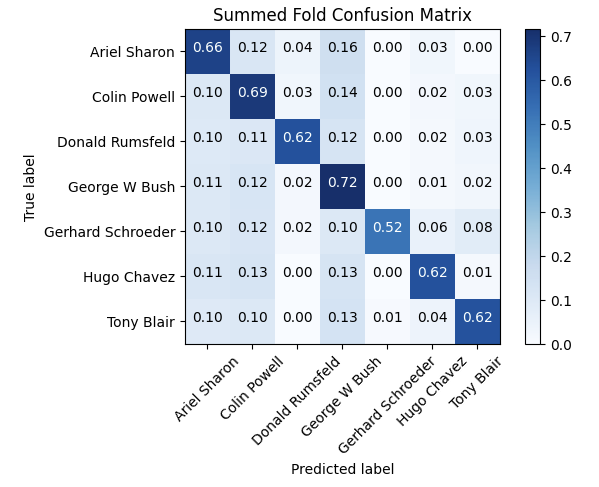 Summed Fold Confusion Matrix
True label
Ariel Sharon 0.66 0.12 0.04 0.16 0.00 0.03 0.00
Colin Powell 0.10 0.69 0.03 0.14 0.00 0.02 0.03
Donald Rumsfeld 0.10 0.11 0.62 0.12 0.00 0.02 0.03
George W Bush 0.11 0.12 0.02 0.72 0.00 0.01 0.02
Gerhard Schroeder 0.10 0.12 0.02 0.10 0.52 0.06 0.08
Hugo Chavez 0.11 0.13 0.00 0.13 0.00 0.62 0.01
Tony Blair 0.10 0.10 0.00 0.13 0.01 0.04 0.62
Ariel Sharon
Colin Powell
Donald Rumsfeld
George W Bush
Gerhard Schroeder
Hugo Chavez
Tony Blair
Predicted label
0.7
0.6
0.5
0.4
0.3
0.2
0.1
0.0